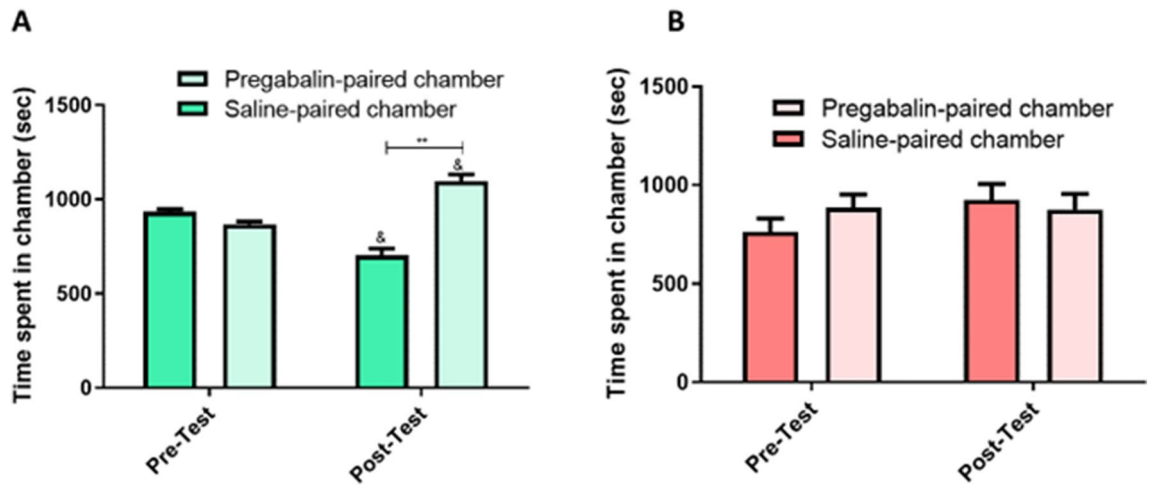 A
Pregabalin-paired chamber
Saline-paired chamber
Time spent in chamber (sec)
1500
1000
500
0
**
&
&
Pre-Test
Post-Test
B
Pregabalin-paired chamber
Saline-paired chamber
Time spent in chamber (sec)
1500
1000
500
0
Pre-Test
Post-Test